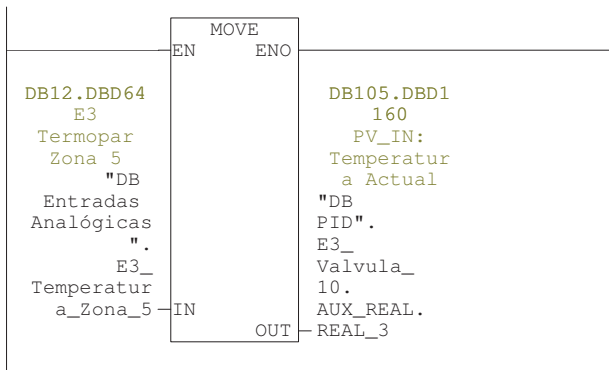 MOVE
EN ENO
DB12.DBD64
E3
Termopar
Zona 5
"DB
Entradas
Analógicas
".
E3_
Temperatur
a_Zona_5
IN
DB105.DBD1
160
PV_IN:
Temperatur
a Actual
"DB
PID".
E3_
Valvula_
10.
AUX_REAL.
REAL_3
OUT